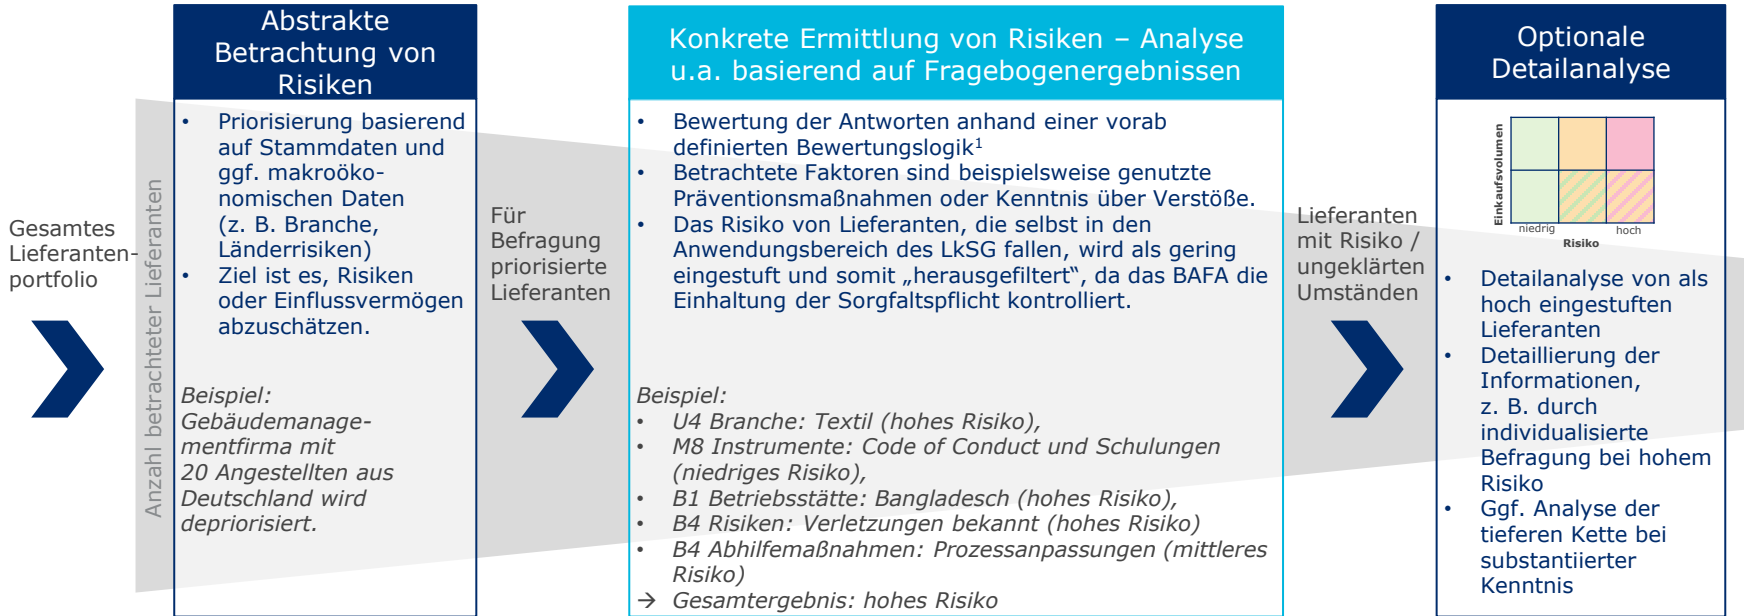 Gesamtes
Lieferanten-
portfolio
Anzahl betrachteter Lieferanten
Abstrakte
Betrachtung von
Risiken
• Priorisierung basierend
auf Stammdaten und
ggf. makroöko-
nomischen Daten
(z. B. Branche,
Länderrisiken)
• Ziel ist es, Risiken
oder Einflussvermögen
abzuschätzen.
Beispiel:
Gebäudemanage-
mentfirma mit
20 Angestellten aus
Deutschland wird
depriorisiert.
Für
Befragung
priorisierte
Lieferanten
Konkrete Ermittlung von Risiken – Analyse
u.a. basierend auf Fragebogenergebnissen
• Bewertung der Antworten anhand einer vorab
definierten Bewertungslogik¹
• Betrachtete Faktoren sind beispielsweise genutzte
Präventionsmaßnahmen oder Kenntnis über Verstöße.
• Das Risiko von Lieferanten, die selbst in den
Anwendungsbereich des LkSG fallen, wird als gering
eingestuft und somit „herausgefiltert“, da das BAFA die
Einhaltung der Sorgfaltspflicht kontrolliert.
Beispiel:
• U4 Branche: Textil (hohes Risiko),
• M8 Instrumente: Code of Conduct und Schulungen
(niedriges Risiko),
• B1 Betriebsstätte: Bangladesch (hohes Risiko),
• B4 Risiken: Verletzungen bekannt (hohes Risiko)
• B4 Abhilfemaßnahmen: Prozessanpassungen (mittleres
Risiko)
→ Gesamtergebnis: hohes Risiko
Lieferanten
mit Risiko /
ungeklärten
Umständen
Optionale
Detailanalyse
Einkaufsvolumen
niedrig hoch
Risiko
• Detailanalyse von als
hoch eingestuften
Lieferanten
• Detaillierung der
Informationen,
z. B. durch
individualisierte
Befragung bei hohem
Risiko
• Ggf. Analyse der
tieferen Kette bei
substantiierter
Kenntnis